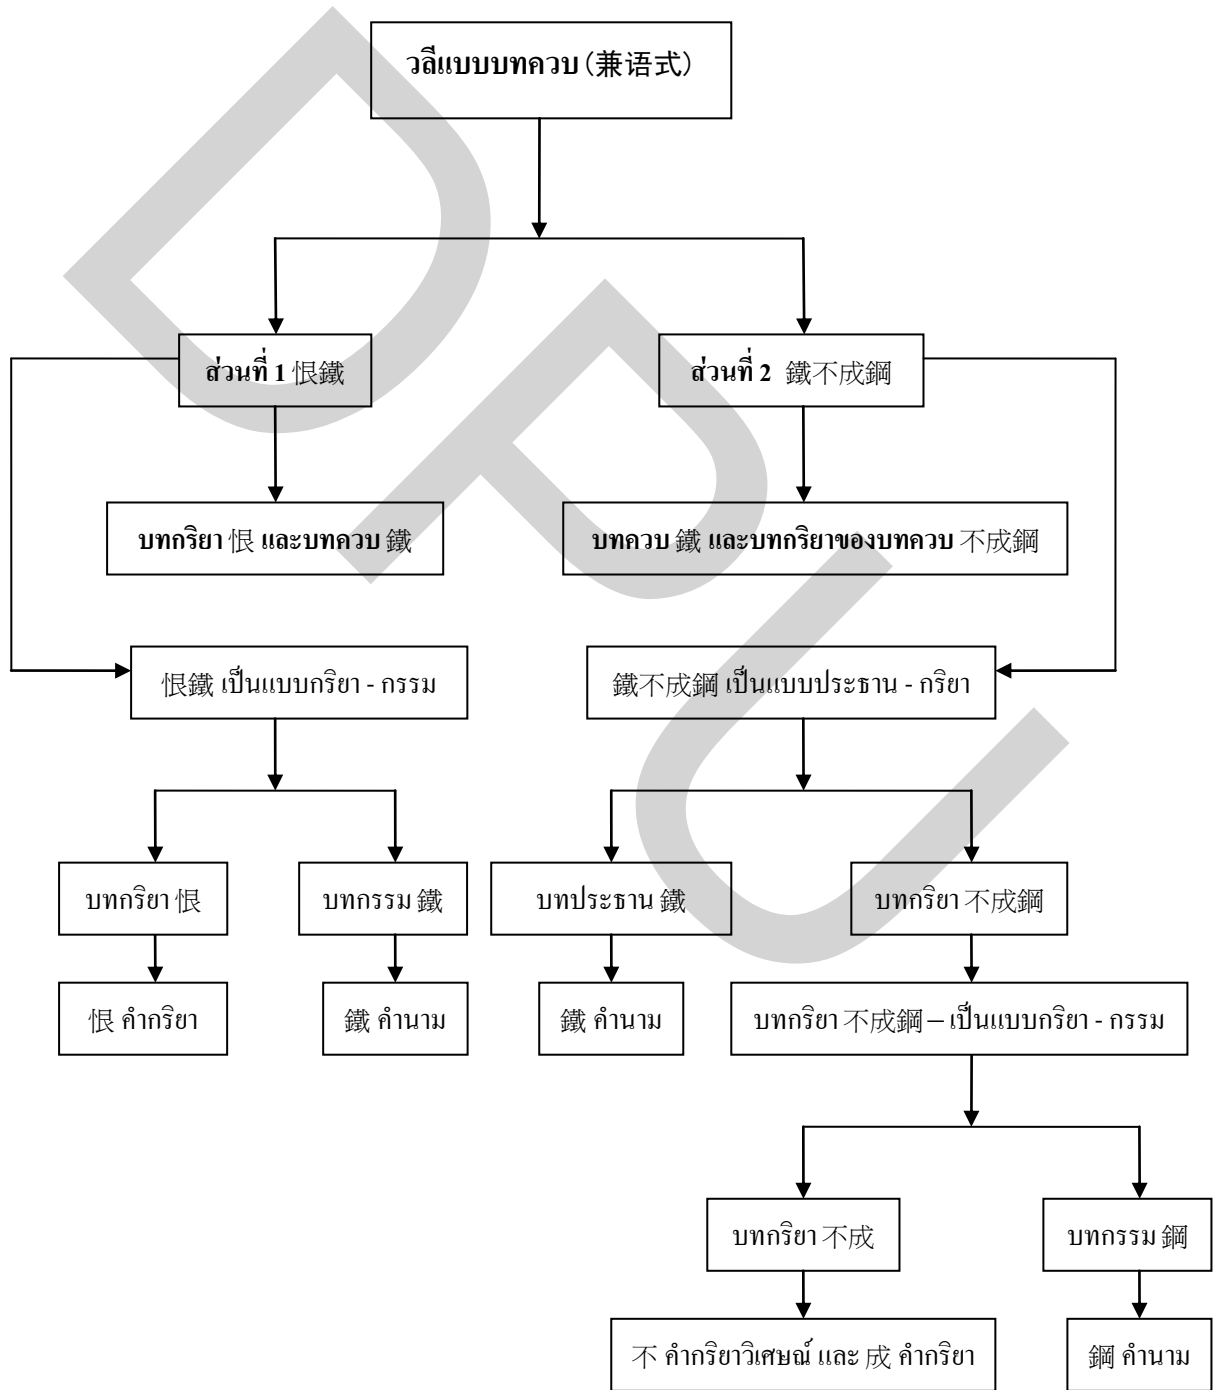 วลีแบบบทควบ (兼语式)
ส่วนที่ 1 恨鐵
ส่วนที่ 2 鐵不成鋼
บทกริยา 恨 และบทควบ 鐵
บทควบ 鐵 และบทกริยาของบทควบ 不成鋼
恨鐵 เป็นแบบกริยา - กรรม
鐵不成鋼 เป็นแบบประธาน - กริยา
บทกริยา 恨
บทกรรม 鐵
บทประธาน 鐵
บทกริยา 不成鋼
恨 คำกริยา
鐵 คำนาม
鐵 คำนาม
บทกริยา 不成鋼 – เป็นแบบกริยา - กรรม
บทกริยา 不成
บทกรรม 鋼
不 คำกริยาวิเศษณ์ และ 成 คำกริยา
鋼 คำนาม
DPU